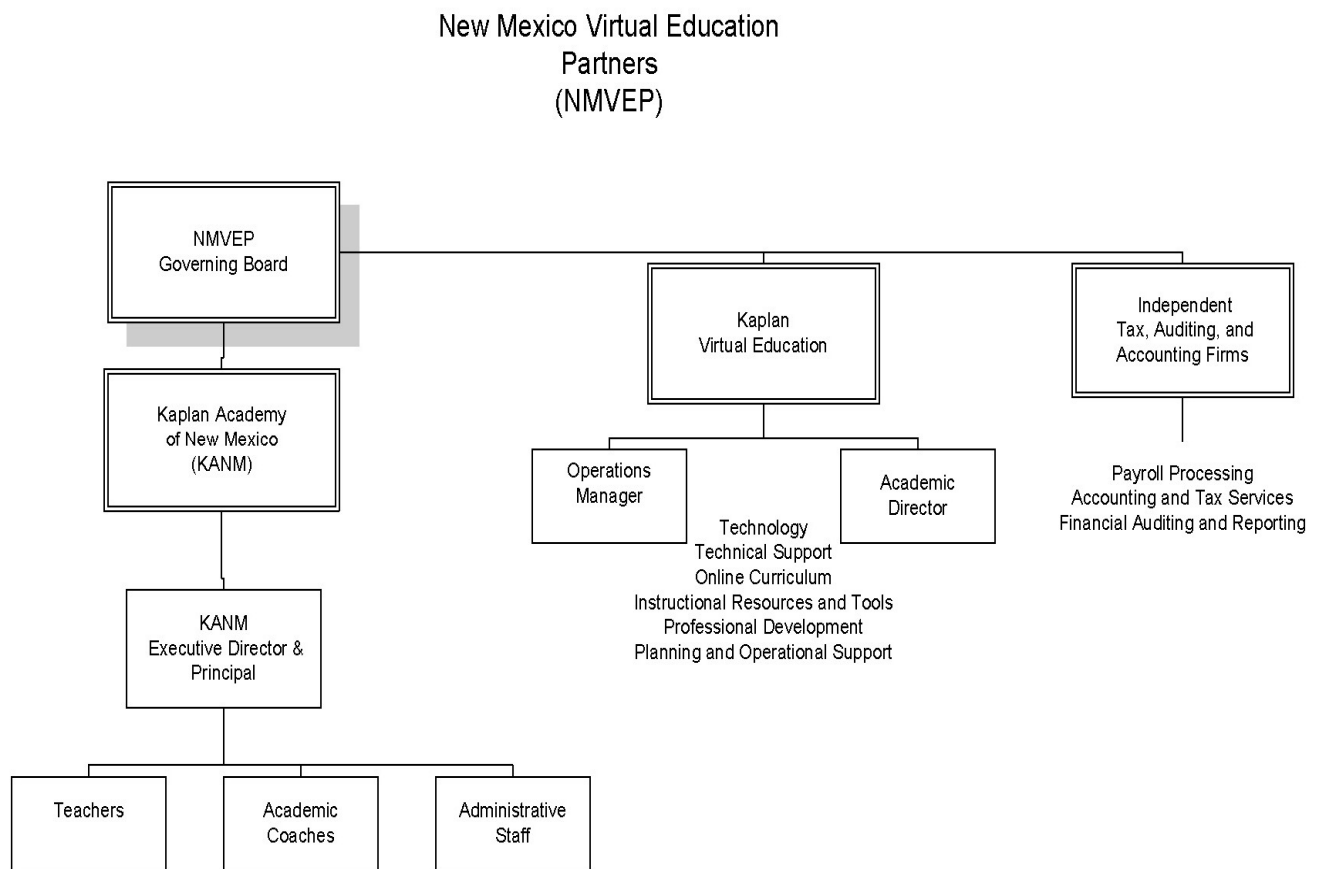 New Mexico Virtual Education
Partners
(NMVEP)
NMVEP
Governing Board
Kaplan
Virtual Education
Independent
Tax, Auditing, and
Accounting Firms
Kaplan Academy
of New Mexico
(KANM)
Operations
Manager
Academic
Director
Payroll Processing
Accounting and Tax Services
Financial Auditing and Reporting
Technology
Technical Support
Online Curriculum
Instructional Resources and Tools
Professional Development
Planning and Operational Support
KANM
Executive Director &
Principal
Teachers
Academic
Coaches
Administrative
Staff